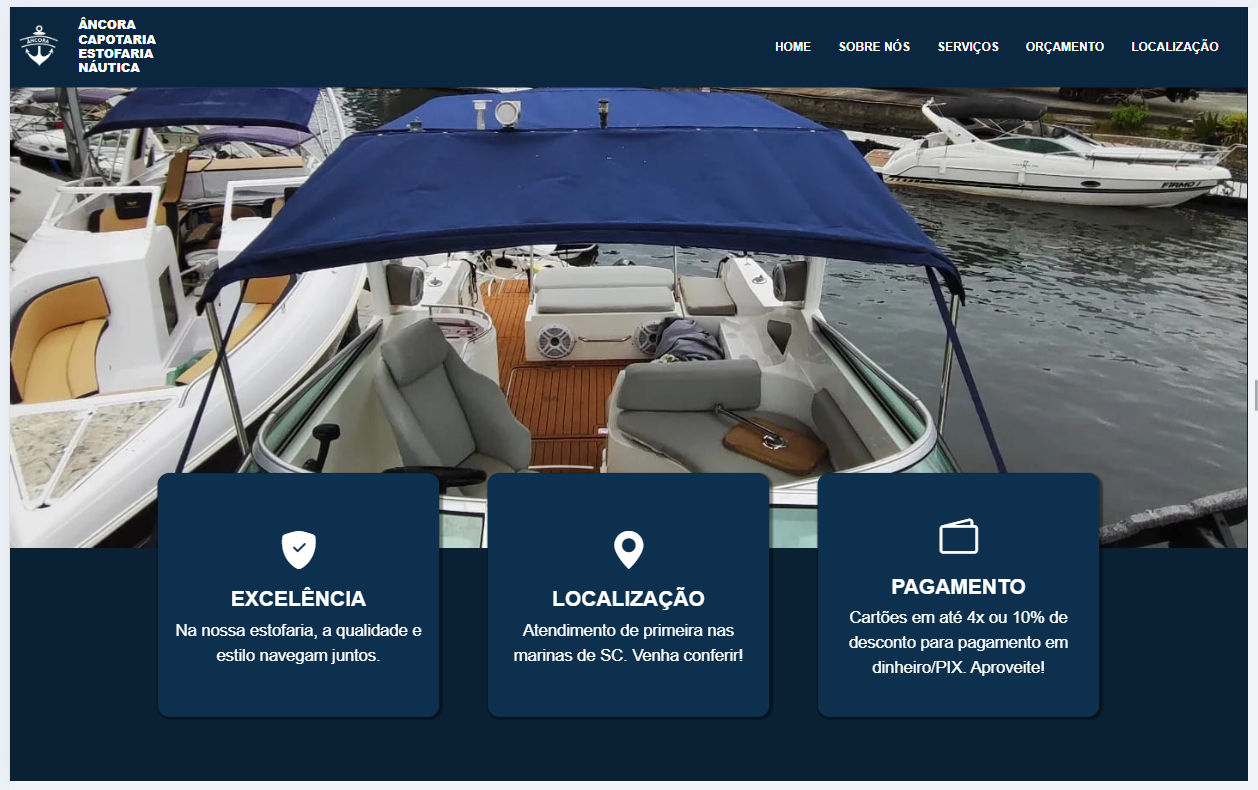 ÂNCORA
ÂNCORA
CAPOTARIA
ESTOFARIA
NÁUTICA
HOME
SOBRE NÓS
SERVIÇOS
ORÇAMENTO
LOCALIZAÇÃO
FIRMO I
EXCELÊNCIA
Na nossa estofaria, a qualidade e
estilo navegam juntos.
LOCALIZAÇÃO
Atendimento de primeira nas
marinas de SC. Venha conferir!
PAGAMENTO
Cartões em até 4x ou 10% de
desconto para pagamento em
dinheiro/PIX. Aproveite!